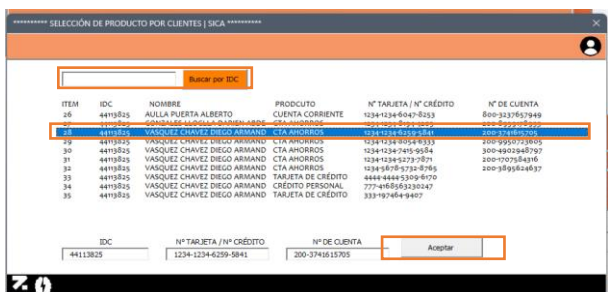 ********** SELECCIÓN DE PRODUCTO POR CLIENTES | SICA **********
Buscar por IDC
ITEM IDC NOMBRE PRODCUTO N° TARJETA / N° CRÉDITO N° DE CUENTA
26 44113825 AULLA PUERTA ALBERTO CUENTA CORRIENTE 1234-1234-6047-8253 800-3237657949
28 44113825 VASQUEZ CHAVEZ DIEGO ARMAND CTA AHORROS 1234-1234-6259-5841 200-3741615705
29 44113825 VASQUEZ CHAVEZ DIEGO ARMAND CTA AHORROS 1234-1234-8054-6333 200-9950723605
30 44113825 VASQUEZ CHAVEZ DIEGO ARMAND CTA AHORROS 1234-1234-7415-9584 300-4902948797
31 44113825 VASQUEZ CHAVEZ DIEGO ARMAND CTA AHORROS 1234-1234-5273-7871 200-1707584316
32 44113825 VASQUEZ CHAVEZ DIEGO ARMAND CTA AHORROS 1234-5678-5732-8765 200-3895624637
33 44113825 VASQUEZ CHAVEZ DIEGO ARMAND TARJETA DE CRÉDITO 4444-4444-5309-6170
34 44113825 VASQUEZ CHAVEZ DIEGO ARMAND CRÉDITO PERSONAL 777-4168563230247
35 44113825 VASQUEZ CHAVEZ DIEGO ARMAND TARJETA DE CRÉDITO 333-197464-9407
IDC N° TARJETA / N° CRÉDITO N° DE CUENTA
44113825 1234-1234-6259-5841 200-3741615705 Aceptar